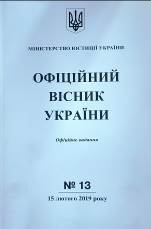 МІНІСТЕРСТВО ЮСТИЦІЇ УКРАЇНИ
ОФІЦІЙНИЙ
ВІСНИК
УКРАЇНИ
Офіційне видання
№ 13
15 лютого 2019 року